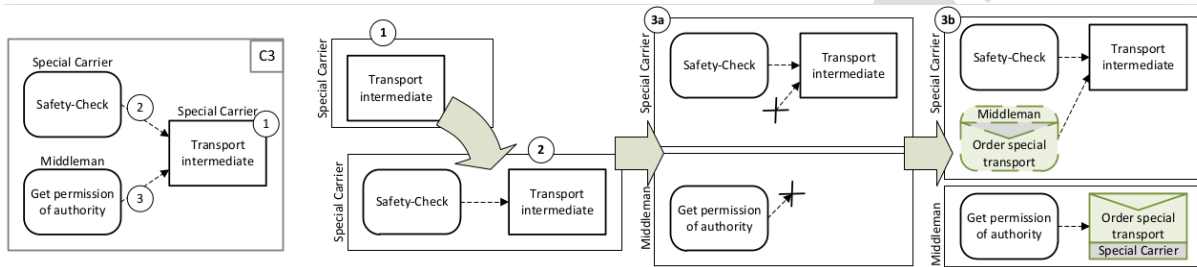 C3
Special Carrier
Safety-Check
2
Special Carrier
1
Transport
intermediate
Middleman
Get permission
of authority
3
1
Special Carrier
Transport
intermediate
2
Special Carrier
Safety-Check
Transport
intermediate
3a
Special Carrier
Safety-Check
Transport
intermediate
Middleman
Get permission
of authority
3b
Special Carrier
Safety-Check
Transport
intermediate
Middleman
Order special
transport
Middleman
Get permission
of authority
Order special
transport
Special Carrier